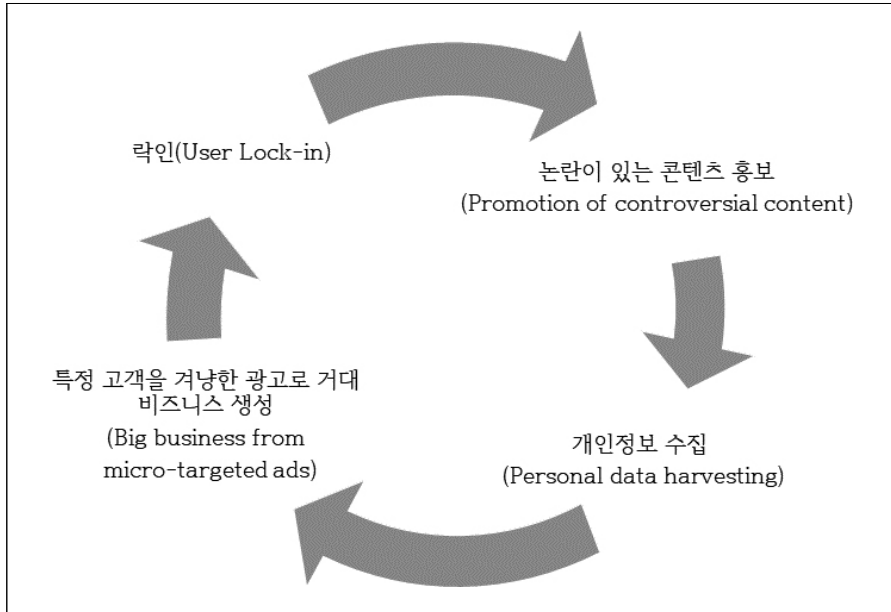 락인(User Lock-in)
논란이 있는 콘텐츠 홍보
(Promotion of controversial content)
개인정보 수집
(Personal data harvesting)
특정 고객을 겨냥한 광고로 거대
비즈니스 생성
(Big business from
micro-targeted ads)